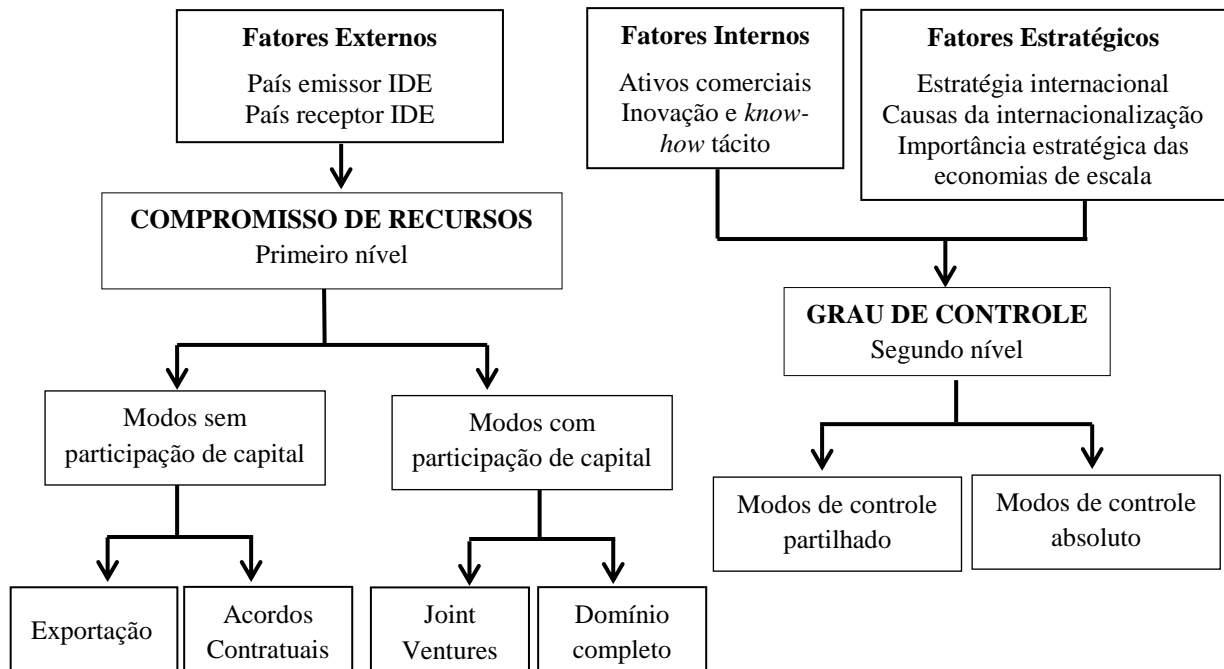 Fatores Externos
País emissor IDE
País receptor IDE
Fatores Internos
Ativos comerciais
Inovação e know-
how tácito
Fatores Estratégicos
Estratégia internacional
Causas da internacionalização
Importância estratégica das
economias de escala
COMPROMISSO DE RECURSOS
Primeiro nível
GRAU DE CONTROLE
Segundo nível
Modos sem
participação de capital
Modos com
participação de capital
Modos de controle
partilhado
Modos de controle
absoluto
Exportação
Acordos
Contratuais
Joint
Ventures
Domínio
completo